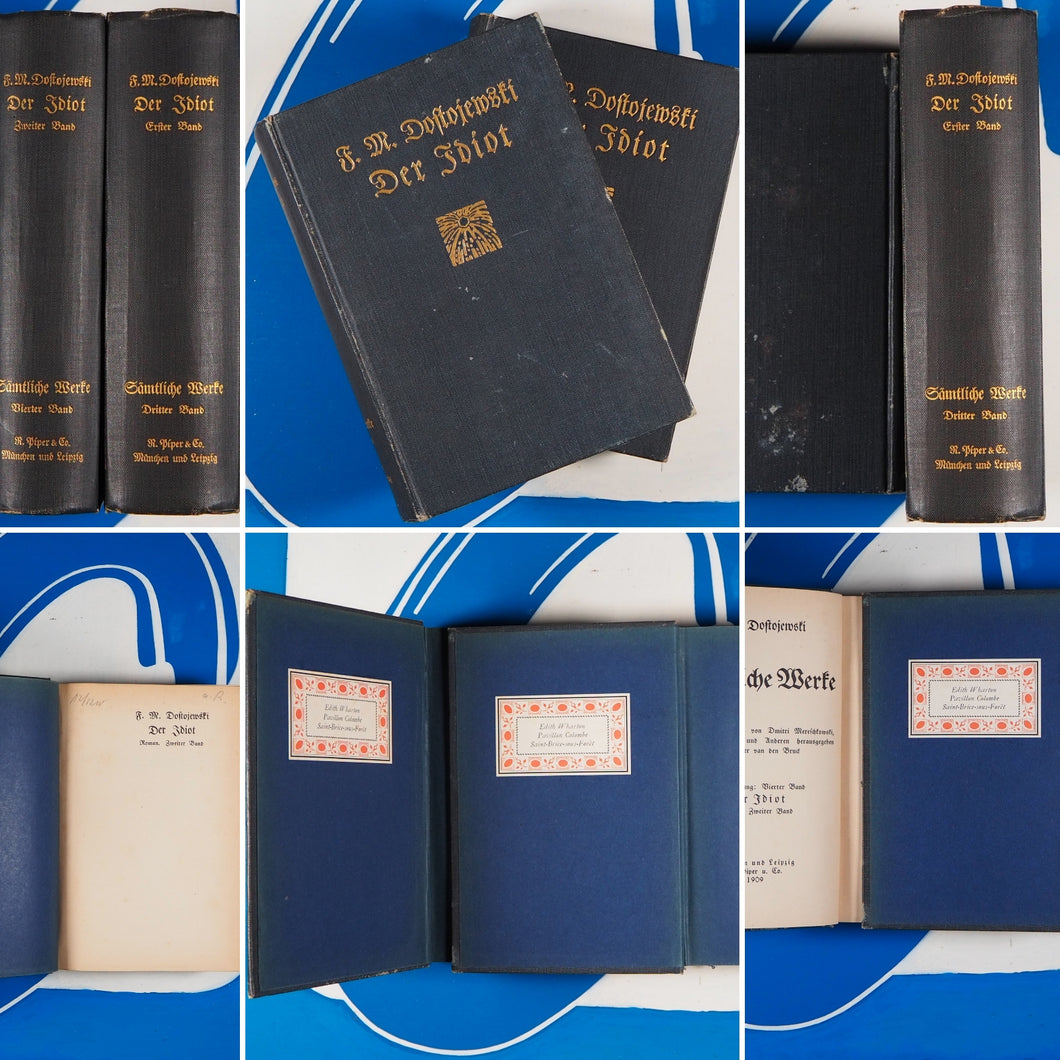 F. M. Dostojewski
Der Idiot
Zweiter Band
Sämtliche Werke
Vierter Band
R. Piper & Co.
München und Leipzig
F. M. Dostojewski
Der Idiot
Erster Band
Sämtliche Werke
Dritter Band
R. Piper & Co.
München und Leipzig
F. M. Dostojewski
Der Idiot
Dostojewski
Idiot
F. M. Dostojewski
Der Idiot
Erster Band
Sämtliche Werke
Dritter Band
R. Piper & Co.
München und Leipzig
F. M. Dostojewski
Der Idiot
Roman. Zweiter Band
Edith Wharton
Pavillon Colombe
Saint-Brice-sous-Forêt
Edith Wharton
Pavillon Colombe
Saint-Brice-sous-Forêt
Dostojewski
che Werke
von Dmitri Mereschkowski,
und Anderen herausgegeben
er van den Bruck
ng: Vierter Band
r Idiot
Zweiter Band
n und Leipzig
Piper u. Co.
1909
Edith Wharton
Pavillon Colombe
Saint-Brice-sous-Forêt